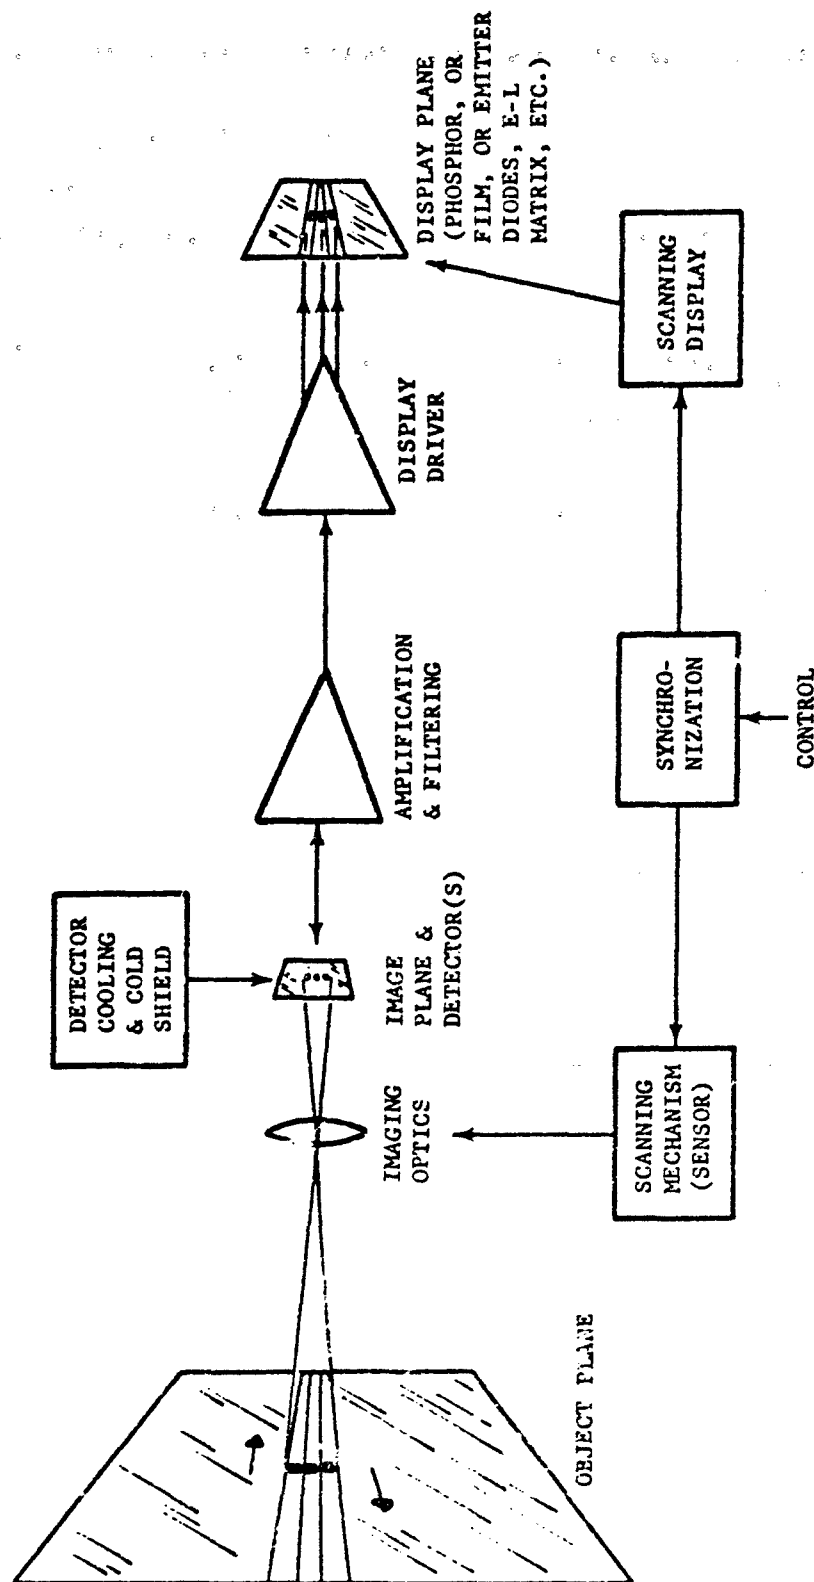 DETECTOR
COOLING
& COLD
SHIELD
OBJECT PLANE
IMAGING
OPTICS
IMAGE
PLANE &
DETECTOR(S)
AMPLIFICATION
& FILTERING
DISPLAY
DRIVER
DISPLAY PLANE
(PHOSPHOR, OR
FILM, OR EMITTER
DIODES, E-L
MATRIX, ETC.)
SCANNING
MECHANISM
(SENSOR)
SYNCHRO-
NIZATION
SCANNING
DISPLAY
CONTROL